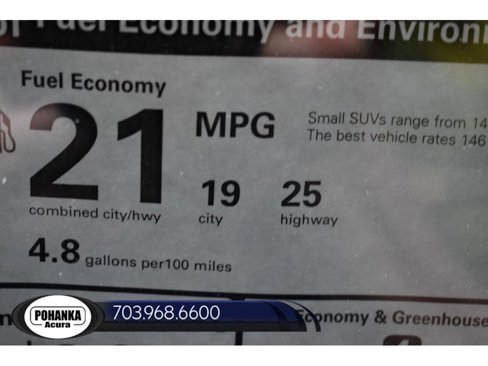 Fuel Economy and Environ
Fuel Economy
21 MPG
Small SUVs range from 14
The best vehicle rates 146
19 25
combined city/hwy city highway
4.8 gallons per100 miles
POHANKA
Acura
703.968.6600
Economy & Greenhouse